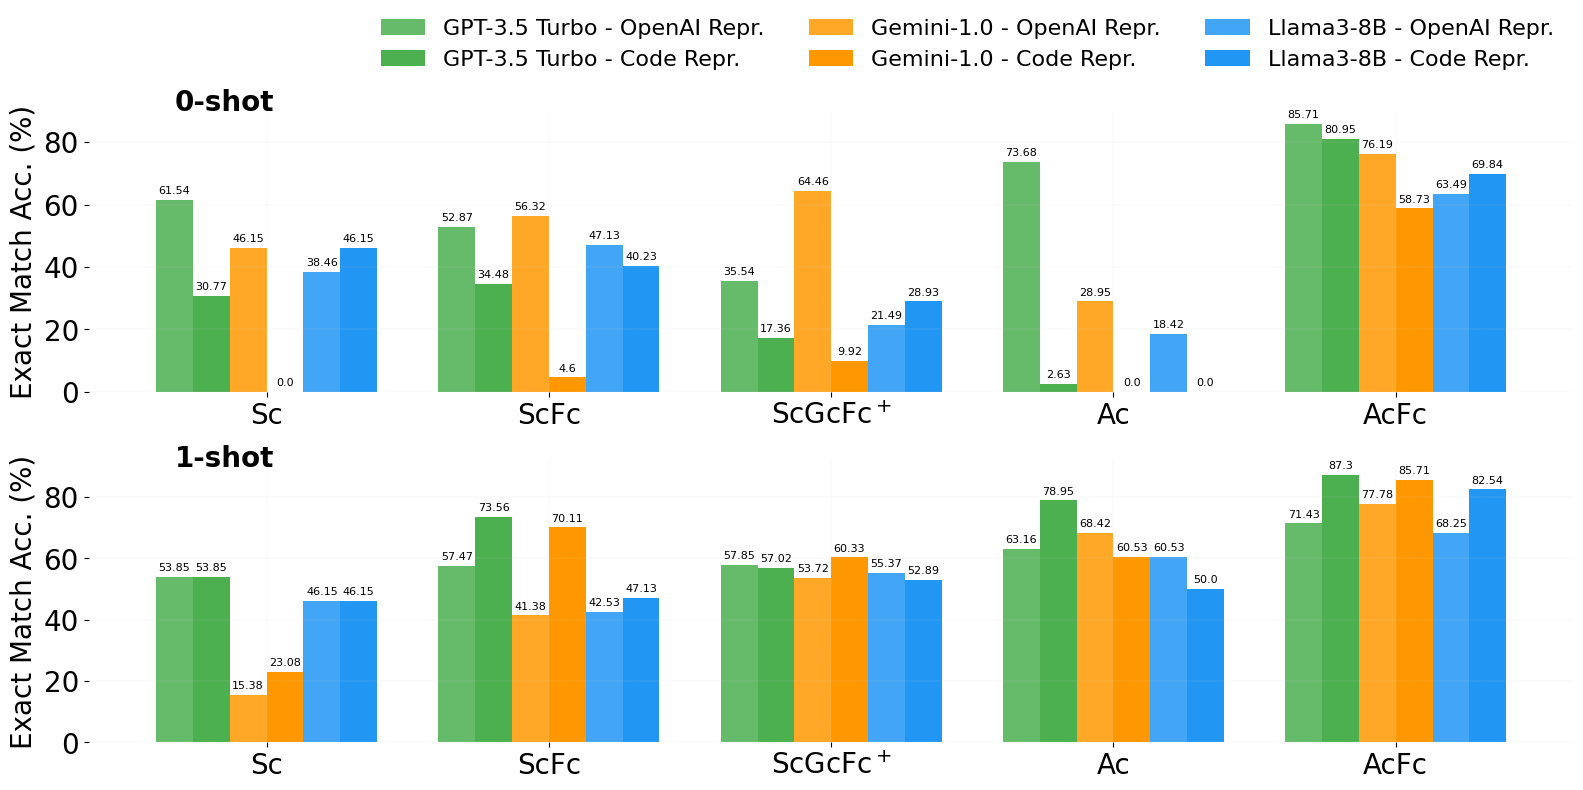 GPT-3.5 Turbo - OpenAI Repr. Gemini-1.0 - OpenAI Repr. Llama3-8B - OpenAI Repr.
GPT-3.5 Turbo - Code Repr. Gemini-1.0 - Code Repr. Llama3-8B - Code Repr.
0-shot
Exact Match Acc. (%)
80
60
40
20
0
61.54 30.77 46.15 0.0 38.46 46.15
52.87 34.48 56.32 4.6 47.13 40.23
35.54 17.36 64.46 9.92 21.49 28.93
73.68 2.63 28.95 0.0 18.42 0.0
85.71 80.95 76.19 58.73 63.49 69.84
Sc ScFc ScGcFc+ Ac AcFc
1-shot
Exact Match Acc. (%)
80
60
40
20
0
53.85 53.85 15.38 23.08 46.15 46.15
57.47 73.56 41.38 70.11 42.53 47.13
57.85 57.02 53.72 60.33 55.37 52.89
63.16 78.95 68.42 60.53 60.53 50.0
71.43 87.3 77.78 85.71 68.25 82.54
Sc ScFc ScGcFc+ Ac AcFc